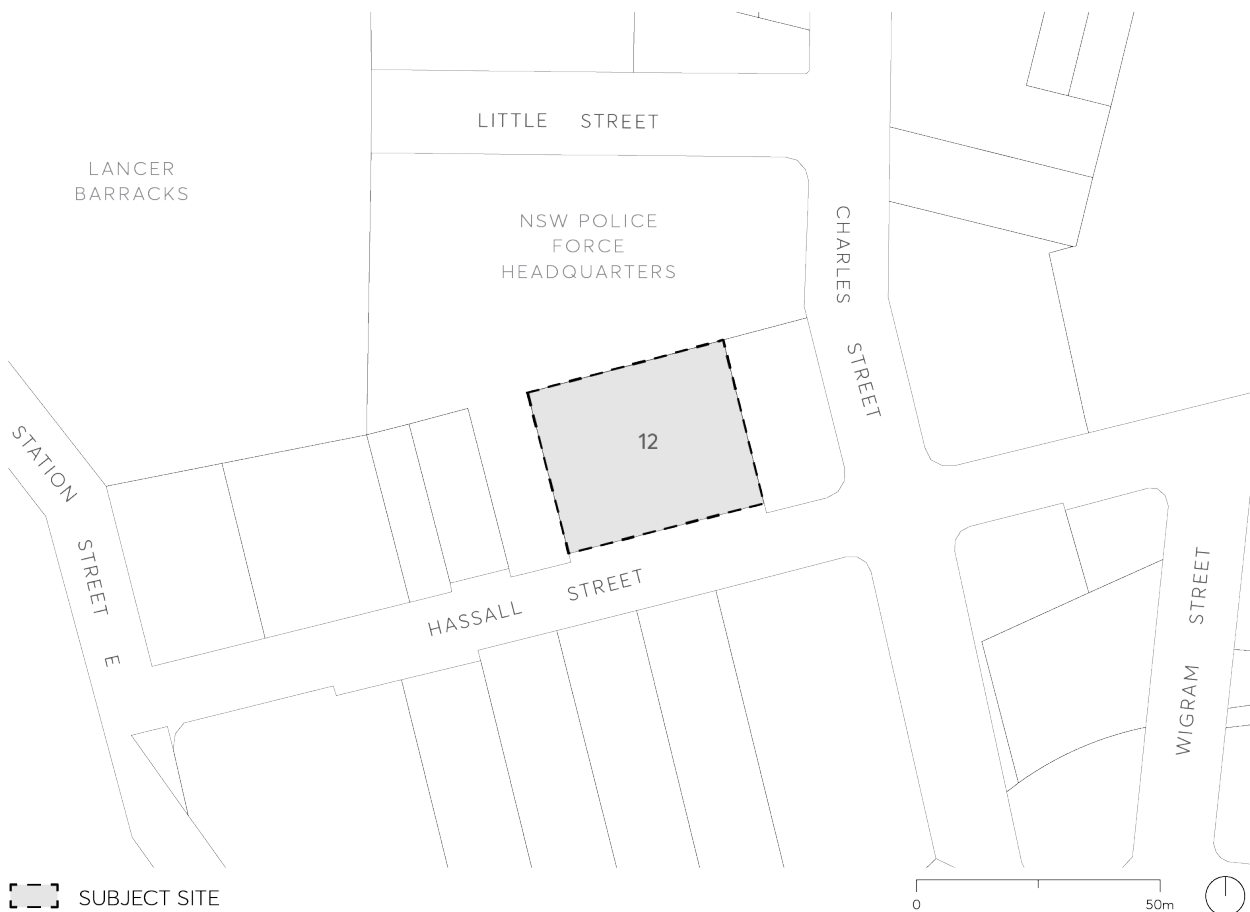 LITTLE STREET
LANCER
BARRACKS
NSW POLICE
FORCE
HEADQUARTERS
CHARLES STREET
12
STATION STREET E
HASSALL STREET
WIGRAM STREET
SUBJECT SITE
0 50m